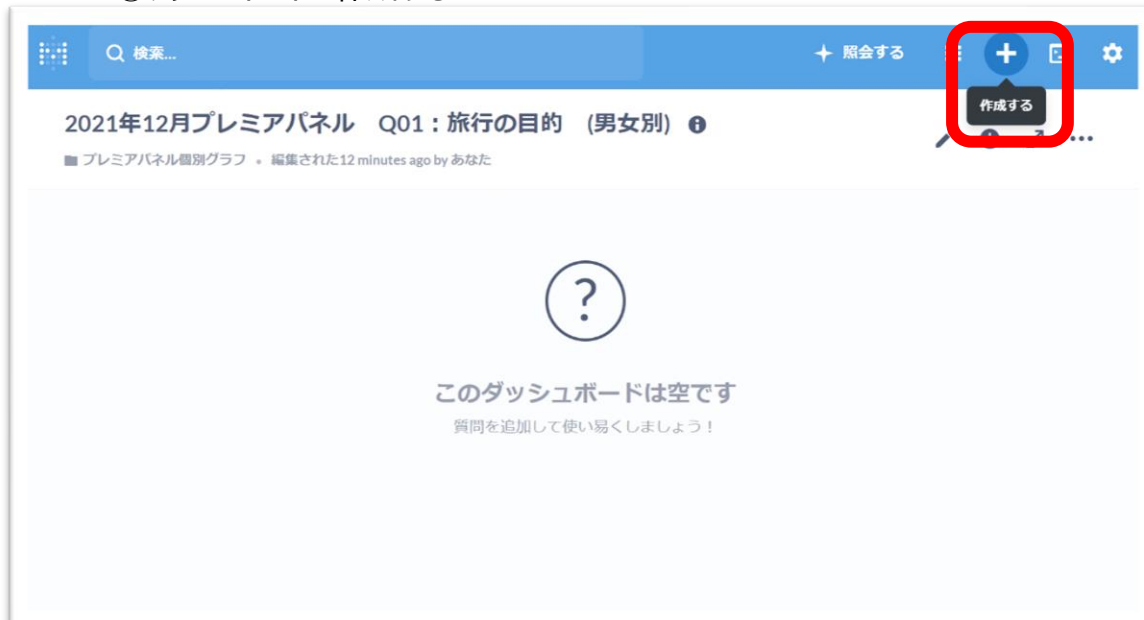 検索...
照会する
作成する
2021年12月プレミアパネル Q01：旅行の目的 (男女別)
プレミアパネル個別グラフ • 編集された12 minutes ago by あなた
?
このダッシュボードは空です
質問を追加して使い易くしましょう！